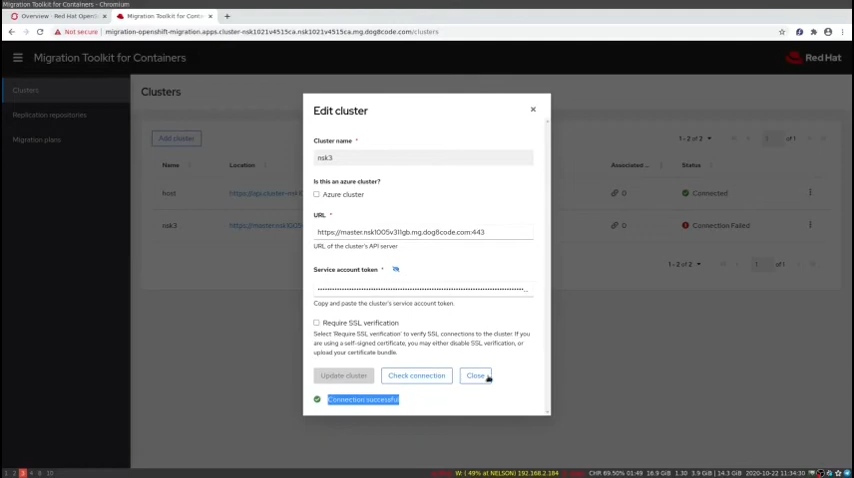 Migration Toolkit for Containers - Chromium
Overview · Red Hat OpenSh
Migration Toolkit for Conta
Not secure
migration-openshift-migration.apps.cluster-nsk1021v4515ca.nsk1021v4515ca.mg.dog8code.com/clusters
Migration Toolkit for Containers
Red Hat
Clusters
Replication repositories
Migration plans
Clusters
Add cluster
1 - 2 of 2
1 of 1
Name
Location
Associated ...
Status
host
https://api.cluster-nsk1
0
Connected
nsk3
https://master.nsk1005
0
Connection Failed
1 - 2 of 2
1 of 1
Edit cluster
Cluster name *
nsk3
Is this an azure cluster?
Azure cluster
URL *
https://master.nsk1005v311gb.mg.dog8code.com:443
URL of the cluster's API server
Service account token *
Copy and paste the cluster's service account token.
Require SSL verification
Select 'Require SSL verification' to verify SSL connections to the cluster. If you
are using a self-signed certificate, you may either disable SSL verification, or
upload your certificate bundle.
Update cluster
Check connection
Close
Connection successful
1 2 3 4 8 10
W: ( 49% at NELSON) 192.168.2.184
CHR 69.50% 01:49 16.9 GiB 1.30 3.9 GiB | 14.3 GiB 2020-10-22 11:34:30